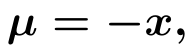 μ = −x,